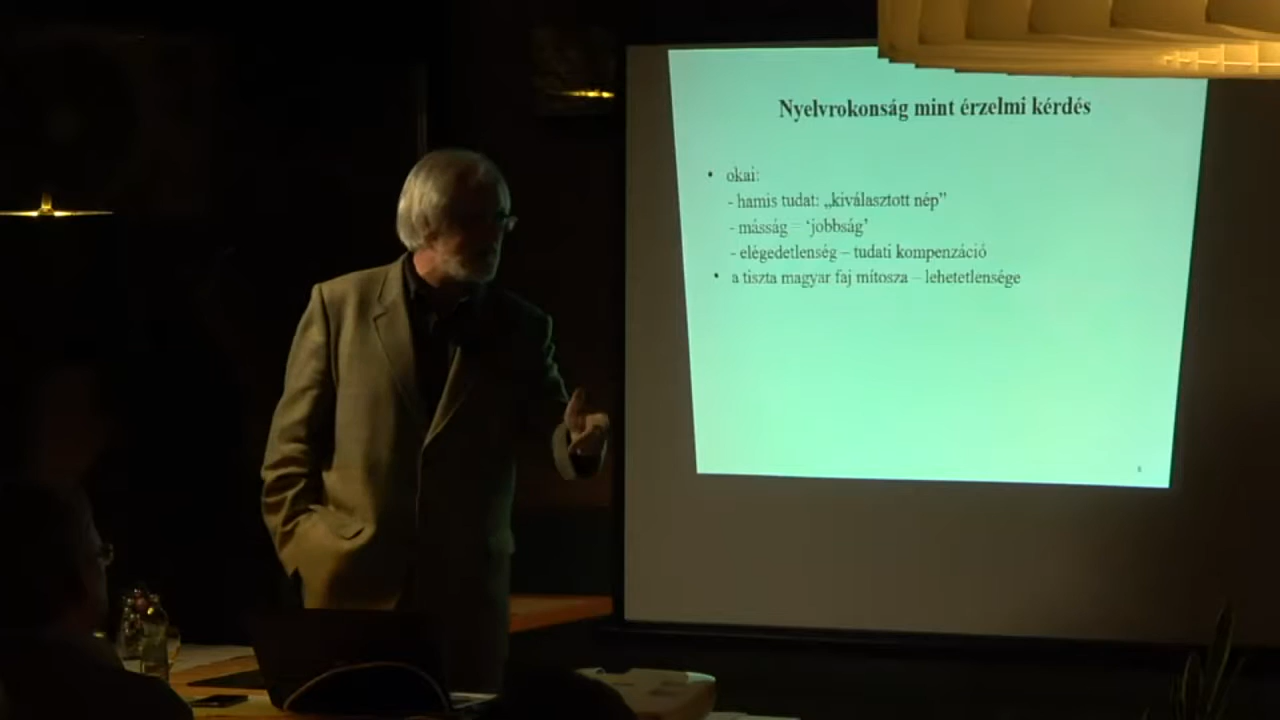 Nyelvrokonság mint érzelmi kérdés
• okai:
- hamis tudat: „kiválasztott nép”
- másság – ‘jobbság’
- elégedetlenség – tudati kompenzáció
• a tiszta magyar faj mítosza – lehetetlensége